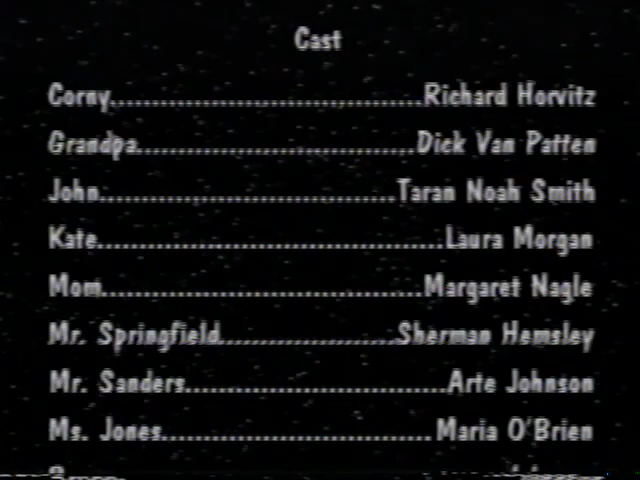 Cast
Corny......................................Richard Horvitz
Grandpa..................................Dick Van Patten
John....................................Taran Noah Smith
Kate..........................................Laura Morgan
Mom.......................................Margaret Nagle
Mr. Springfield......................Sherman Hemsley
Mr. Sanders................................Arte Johnson
Ms. Jones.................................Maria O'Brien